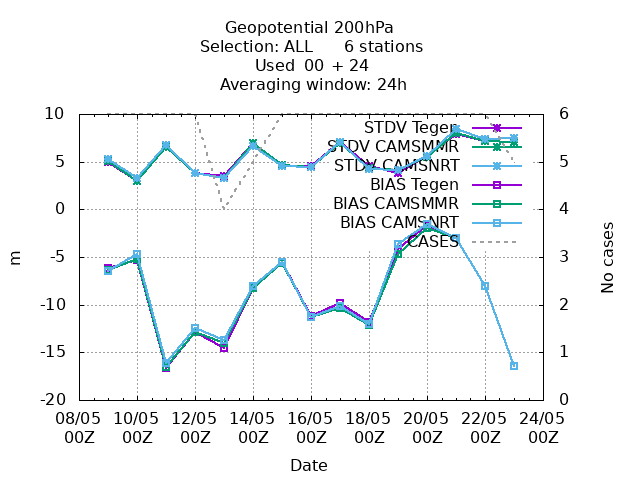 Geopotential 200hPa
Selection: ALL 6 stations
Used 00 + 24
Averaging window: 24h
10
5
0
-5
-10
-15
-20
m
6
5
4
3
2
1
0
No cases
STDV Tegen
STDV CAMSMMR
STDV CAMSNRT
BIAS Tegen
BIAS CAMSMMR
BIAS CAMSNRT
CASES
08/05 10/05 12/05 14/05 16/05 18/05 20/05 22/05 24/05
00Z 00Z 00Z 00Z 00Z 00Z 00Z 00Z 00Z
Date